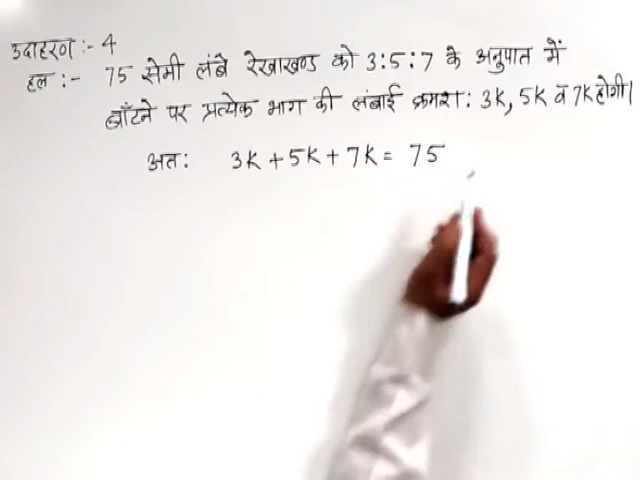 उदाहरण :- 4
हल :- 75 सेमी लंबे रेखाखण्ड को 3:5:7 के अनुपात में
बाँटने पर प्रत्येक भाग की लंबाई क्रमश: 3K, 5K व 7K होगी।
अत: 3K + 5K + 7K = 75